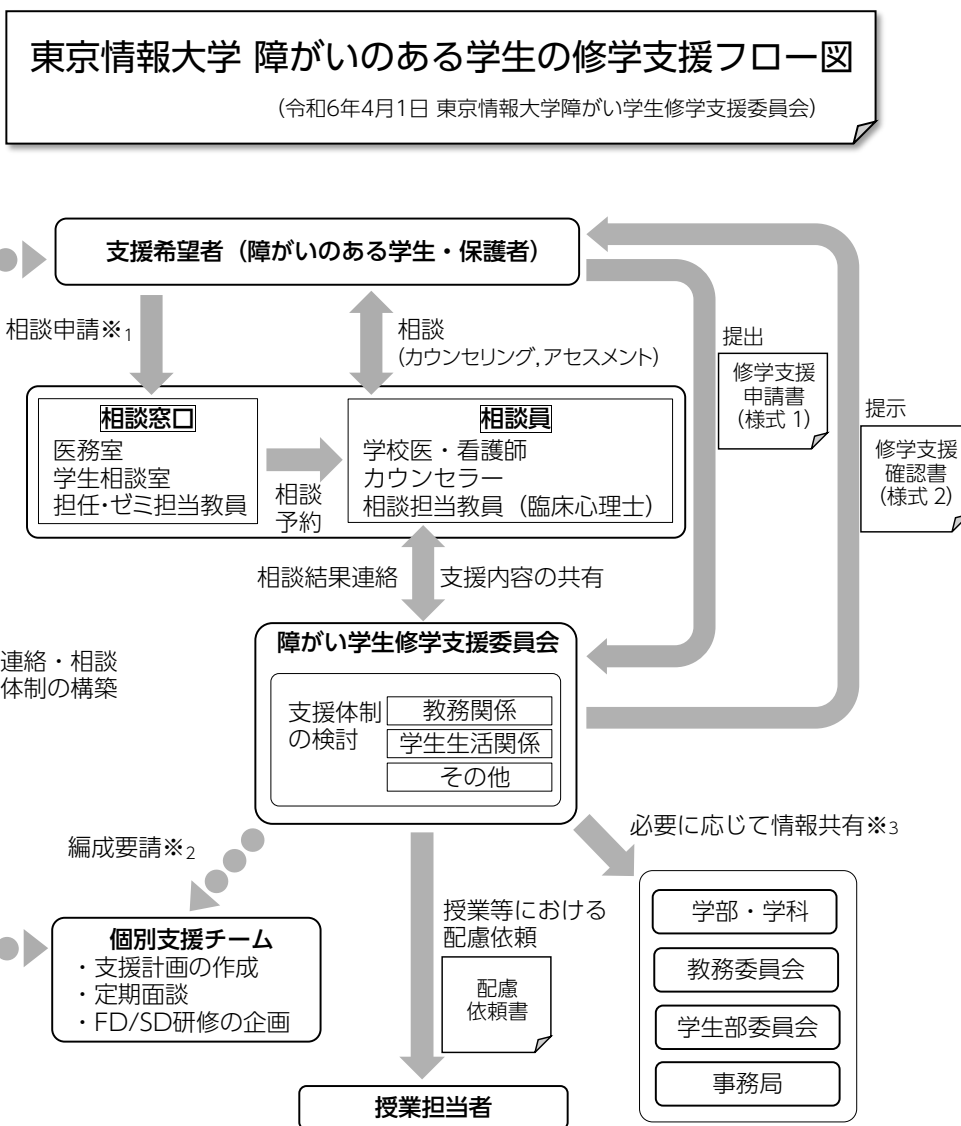 東京情報大学 障がいのある学生の修学支援フロー図
(令和6年4月1日 東京情報大学障がい学生修学支援委員会)
支援希望者（障がいのある学生・保護者）
相談申請※1
相談
(カウンセリング,アセスメント)
提出
修学支援
申請書
(様式 1)
提示
修学支援
確認書
(様式 2)
相談窓口
医務室
学生相談室
担任・ゼミ担当教員
相談
予約
相談員
学校医・看護師
カウンセラー
相談担当教員（臨床心理士）
相談結果連絡
支援内容の共有
連絡・相談
体制の構築
障がい学生修学支援委員会
支援体制
の検討
教務関係
学生生活関係
その他
編成要請※2
必要に応じて情報共有※3
個別支援チーム
・支援計画の作成
・定期面談
・FD/SD研修の企画
授業等における
配慮依頼
配慮
依頼書
学部・学科
教務委員会
学生部委員会
事務局
授業担当者